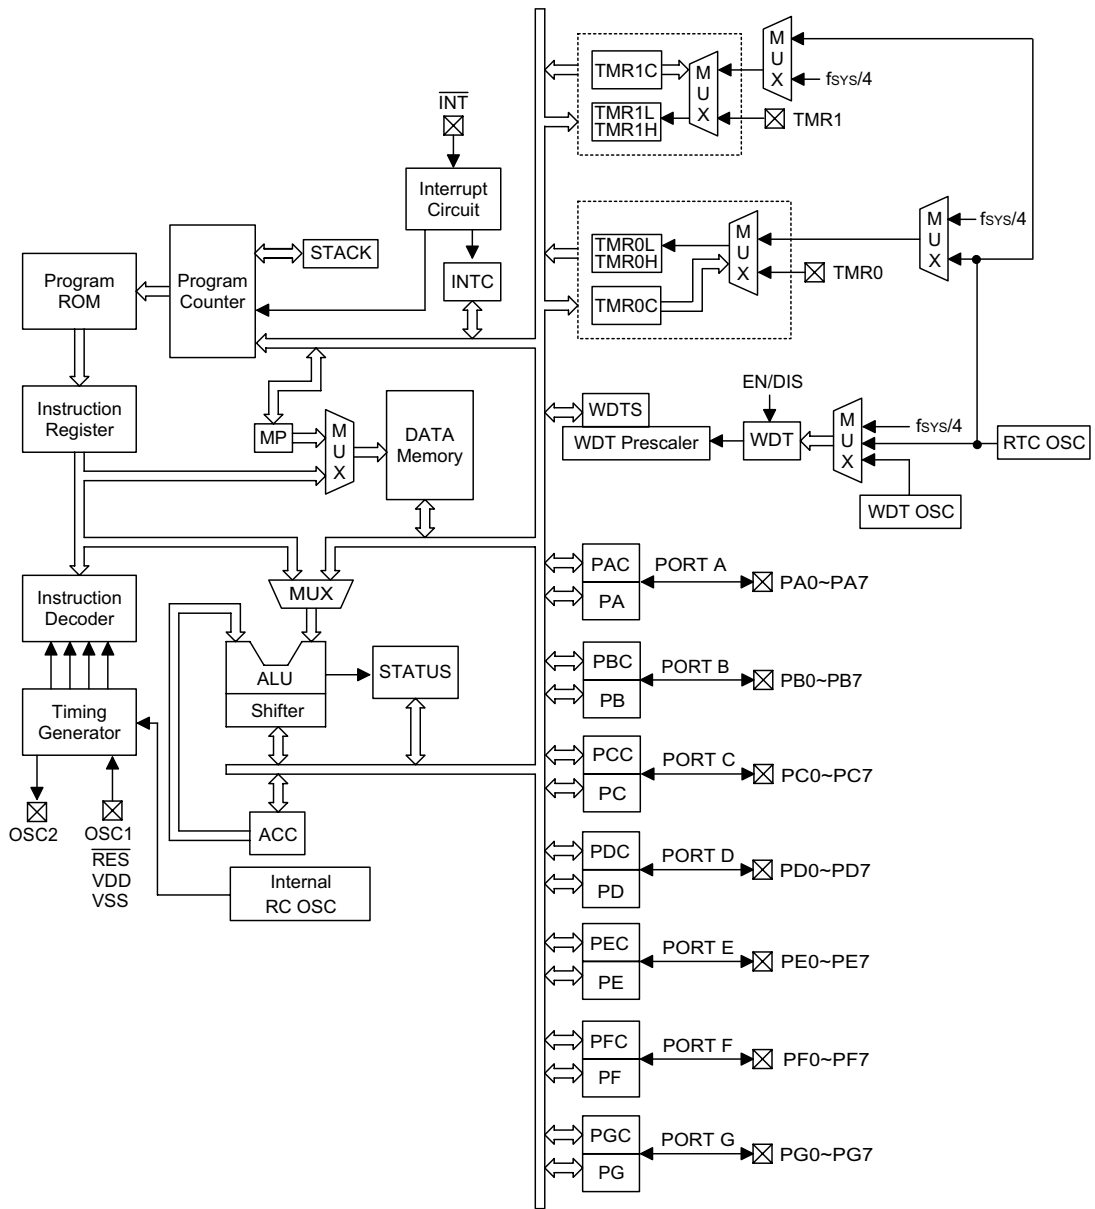 INT
Interrupt
Circuit
STACK
INTC
Program
ROM
Program
Counter
Instruction
Register
MP
M
U
X
DATA
Memory
MUX
Instruction
Decoder
ALU
Shifter
STATUS
Timing
Generator
OSC2
OSC1
RES
VDD
VSS
ACC
Internal
RC OSC
TMR1C
TMR1L
TMR1H
M
U
X
M
U
X
fSYS/4
TMR1
TMR0L
TMR0H
TMR0C
M
U
X
M
U
X
fSYS/4
TMR0
WDTS
WDT Prescaler
EN/DIS
WDT
M
U
X
fSYS/4
RTC OSC
WDT OSC
PAC
PA
PORT A
PA0~PA7
PBC
PB
PORT B
PB0~PB7
PCC
PC
PORT C
PC0~PC7
PDC
PD
PORT D
PD0~PD7
PEC
PE
PORT E
PE0~PE7
PFC
PF
PORT F
PF0~PF7
PGC
PG
PORT G
PG0~PG7